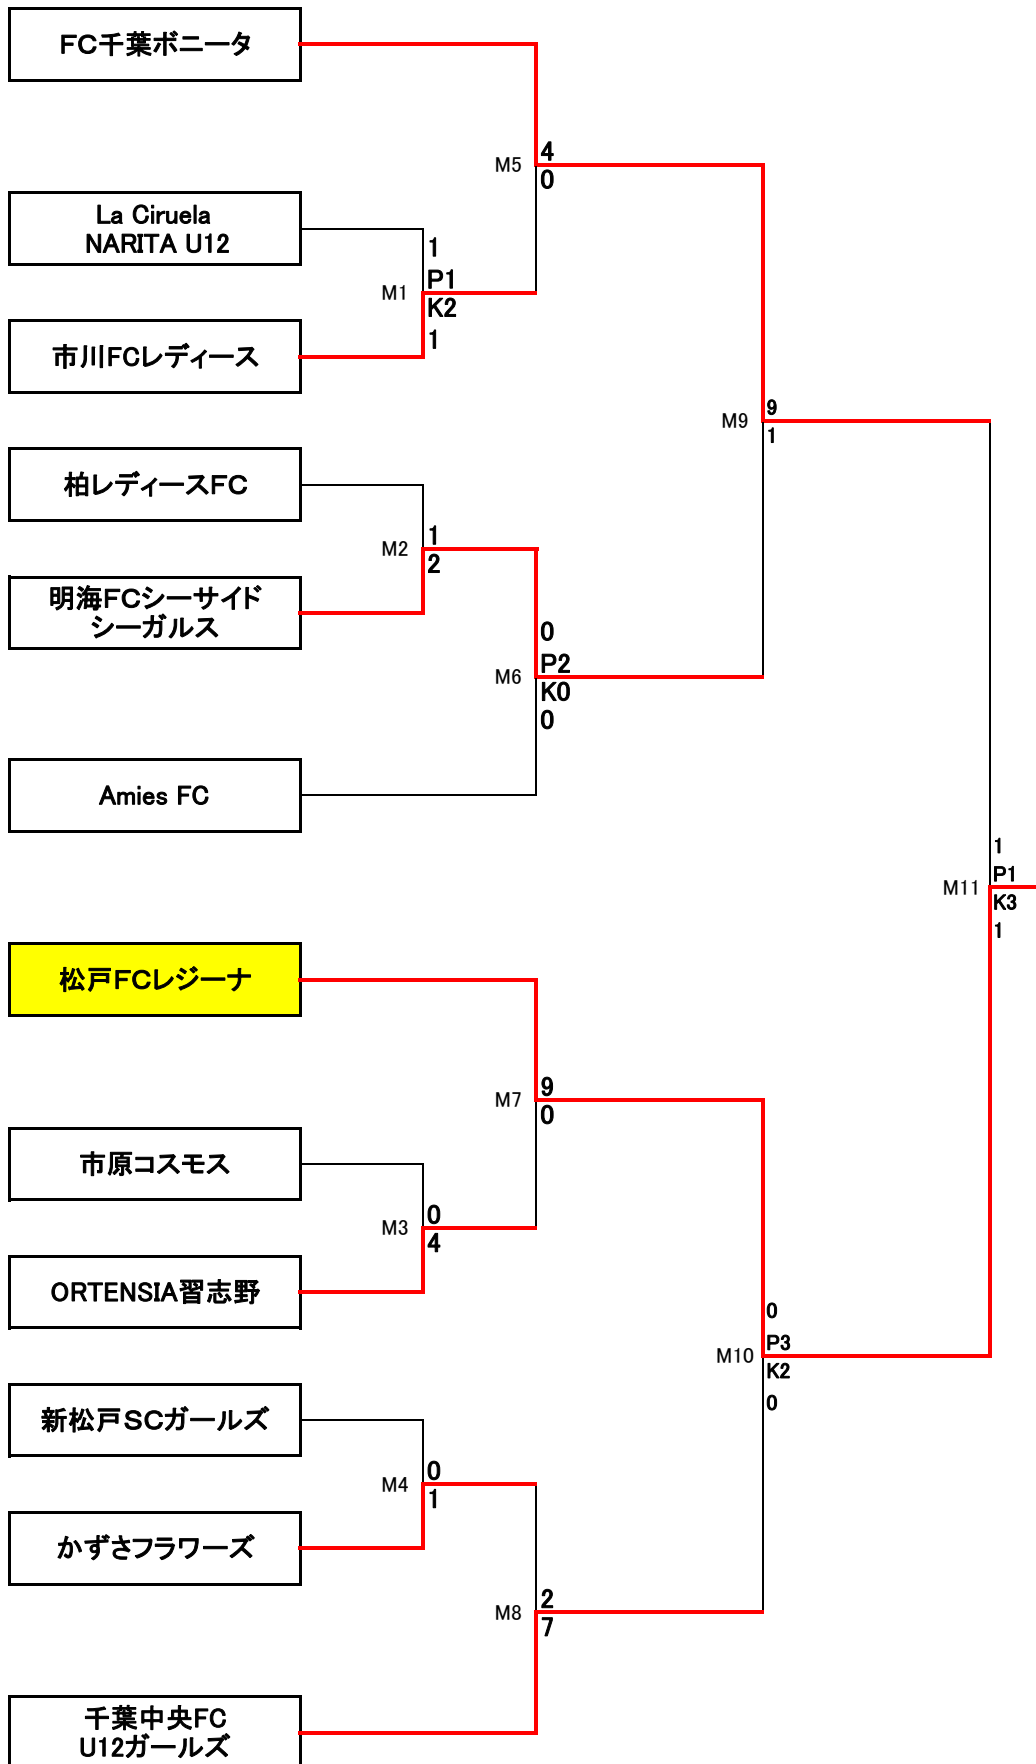 FC千葉ボニータ
M5
4
0
La Ciruela
NARITA U12
M1
1
P1
K2
1
市川FCレディース
M9
9
1
柏レディースFC
M2
1
2
明海FCシーサイド
シーガルス
M6
0
P2
K0
0
Amies FC
M11
1
P1
K3
1
松戸FCレジーナ
M7
9
0
市原コスモス
M3
0
4
ORTENSIA習志野
M10
0
P3
K2
0
新松戸SCガールズ
M4
0
1
かずさフラワーズ
M8
2
7
千葉中央FC
U12ガールズ